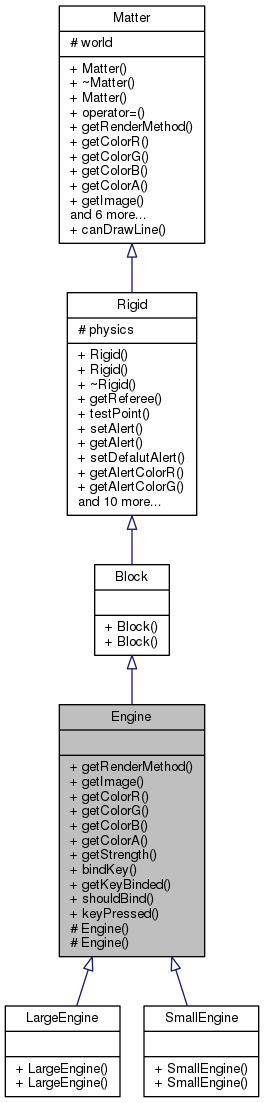 Matter
# world
+ Matter()
+ ~Matter()
+ Matter()
+ operator=()
+ getRenderMethod()
+ getColorR()
+ getColorG()
+ getColorB()
+ getColorA()
+ getImage()
and 6 more...
+ canDrawLine()
Rigid
# physics
+ Rigid()
+ Rigid()
+ ~Rigid()
+ getReferee()
+ testPoint()
+ setAlert()
+ getAlert()
+ setDefalutAlert()
+ getAlertColorR()
+ getAlertColorG()
and 10 more...
Block
+ Block()
+ Block()
Engine
+ getRenderMethod()
+ getImage()
+ getColorR()
+ getColorG()
+ getColorB()
+ getColorA()
+ getStrength()
+ bindKey()
+ getKeyBinded()
+ shouldBind()
+ keyPressed()
# Engine()
# Engine()
LargeEngine
+ LargeEngine()
+ LargeEngine()
SmallEngine
+ SmallEngine()
+ SmallEngine()